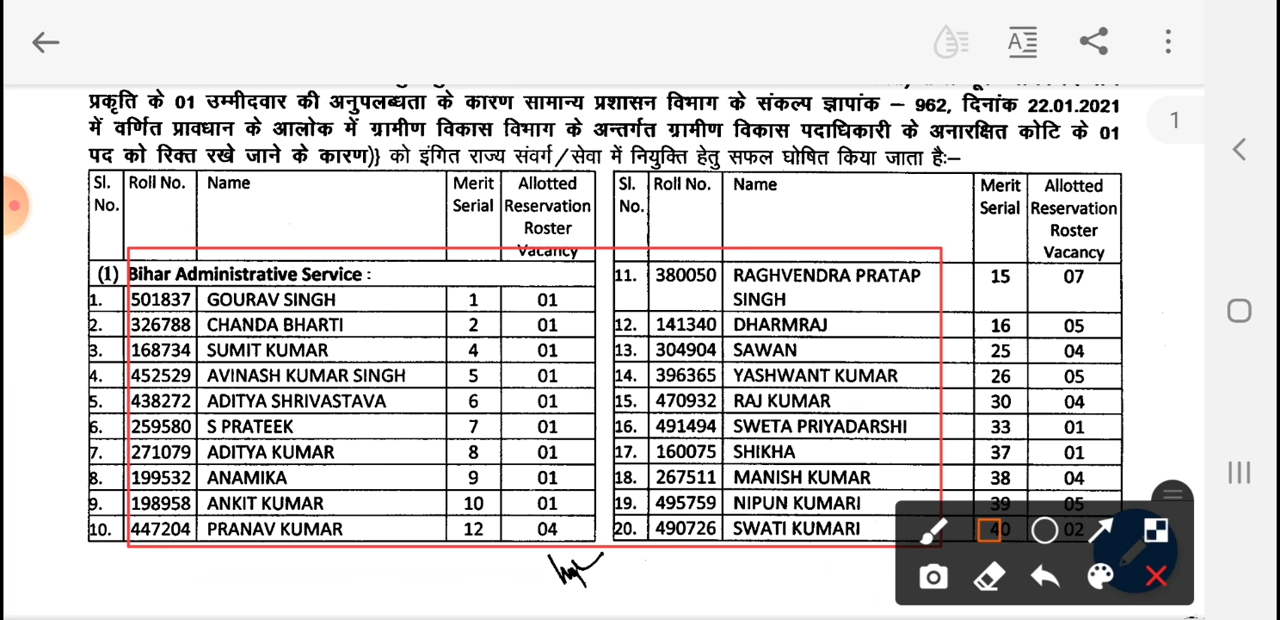 प्रकृति के 01 उम्मीदवार की अनुपलब्धता के कारण सामान्य प्रशासन विभाग के संकल्प ज्ञापांक – 962, दिनांक 22.01.2021
1
में वर्णित प्रावधान के आलोक में ग्रामीण विकास विभाग के अन्तर्गत ग्रामीण विकास पदाधिकारी के अनारक्षित कोटि के 01
पद को रिक्त रखे जाने के कारण)} को इंगित राज्य संवर्ग/सेवा में नियुक्ति हेतु सफल घोषित किया जाता हैः–
Sl. No. Roll No. Name Merit Serial Allotted Reservation Roster Vacancy
(1) Bihar Administrative Service :
1. 501837 GOURAV SINGH 1 01
2. 326788 CHANDA BHARTI 2 01
3. 168734 SUMIT KUMAR 4 01
4. 452529 AVINASH KUMAR SINGH 5 01
5. 438272 ADITYA SHRIVASTAVA 6 01
6. 259580 S PRATEEK 7 01
7. 271079 ADITYA KUMAR 8 01
8. 199532 ANAMIKA 9 01
9. 198958 ANKIT KUMAR 10 01
10. 447204 PRANAV KUMAR 12 04
Sl. No. Roll No. Name Merit Serial Allotted Reservation Roster Vacancy
11. 380050 RAGHVENDRA PRATAP SINGH 15 07
12. 141340 DHARMRAJ 16 05
13. 304904 SAWAN 25 04
14. 396365 YASHWANT KUMAR 26 05
15. 470932 RAJ KUMAR 30 04
16. 491494 SWETA PRIYADARSHI 33 01
17. 160075 SHIKHA 37 01
18. 267511 MANISH KUMAR 38 04
19. 495759 NIPUN KUMARI 39 05
20. 490726 SWATI KUMARI 40 02